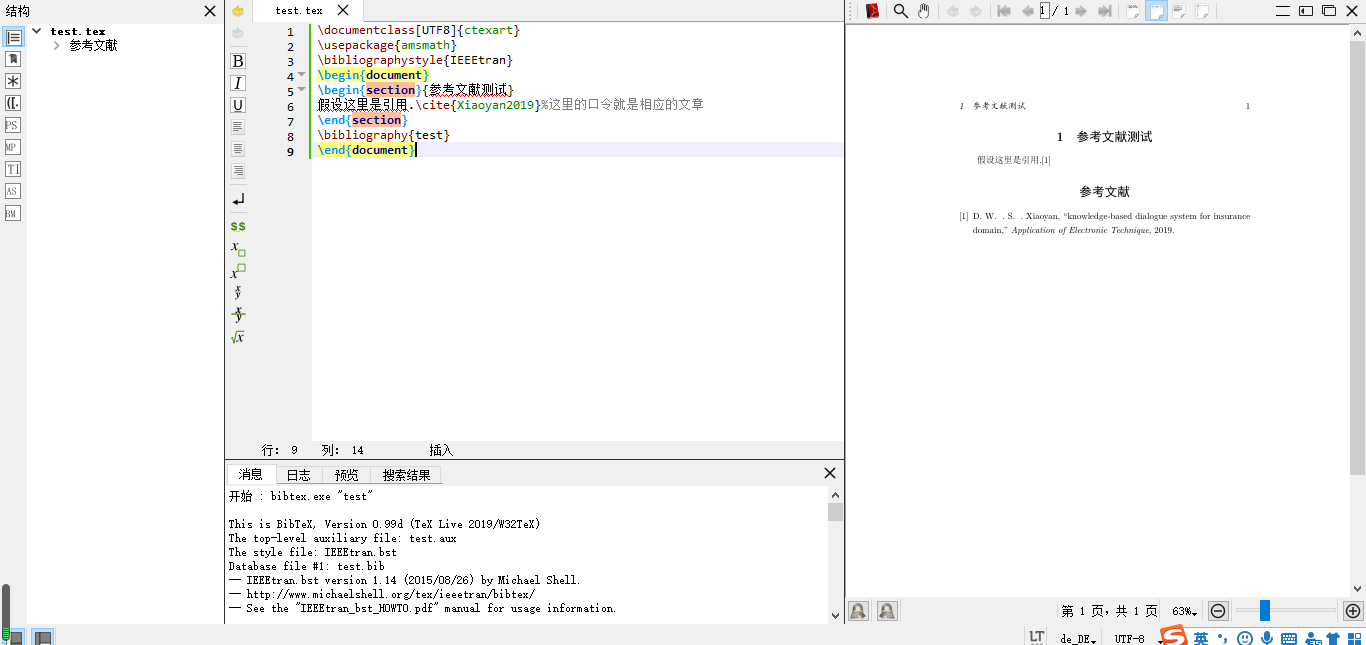 结构
test.tex
参考文献
PS
MP
TI
AS
BM
test.tex
B
I
U
$$
1 \documentclass[UTF8]{ctexart}
2 \usepackage{amsmath}
3 \bibliographystyle{IEEEtran}
4 \begin{document}
5 \begin{section}{参考文献测试}
6 假设这里是引用.\cite{Xiaoyan2019}%这里的口令就是相应的文章
7 \end{section}
8 \bibliography{test}
9 \end{document}
行: 9 列: 14 插入
消息 日志 预览 搜索结果
开始 : bibtex.exe "test"
This is BibTeX, Version 0.99d (TeX Live 2019/W32TeX)
The top-level auxiliary file: test.aux
The style file: IEEEtran.bst
Database file #1: test.bib
-- IEEEtran.bst version 1.14 (2015/08/26) by Michael Shell.
-- http://www.michaelshell.org/tex/ieeetran/bibtex/
-- See the "IEEEtran_bst_HOWTO.pdf" manual for usage information.
1 / 1
1 参考文献测试 1
1 参考文献测试
假设这里是引用.[1]
参考文献
[1] D. W. . S. . Xiaoyan, “knowledge-based dialogue system for insurance
domain,” Application of Electronic Technique, 2019.
第 1 页，共 1 页 63%
LT de_DE UTF-8 英